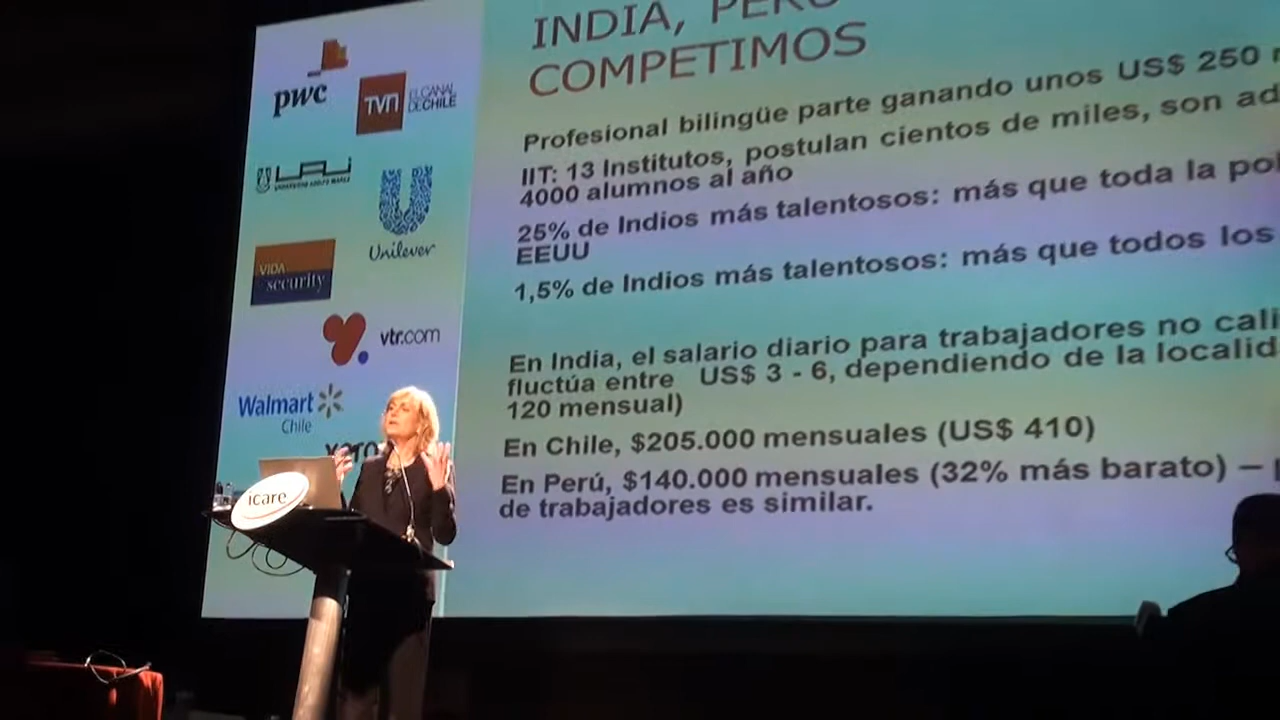 pwc
TVN EL CANAL DE CHILE
UAI
UNIVERSIDAD ADOLFO IBAÑEZ
Unilever
VIDA
security
vtr.com
Walmart
Chile
icare
INDIA,
COMPETIMOS
Profesional bilingüe parte ganando unos US$ 250
IIT: 13 Institutos, postulan cientos de miles, son
4000 alumnos al año
25% de Indios más talentosos: más que toda la
EEUU
1,5% de Indios más talentosos: más que todos los
En India, el salario diario para trabajadores no
fluctúa entre US$ 3 - 6, dependiendo de la
120 mensual)
En Chile, $205.000 mensuales (US$ 410)
En Perú, $140.000 mensuales (32% más barato) –
de trabajadores es similar.